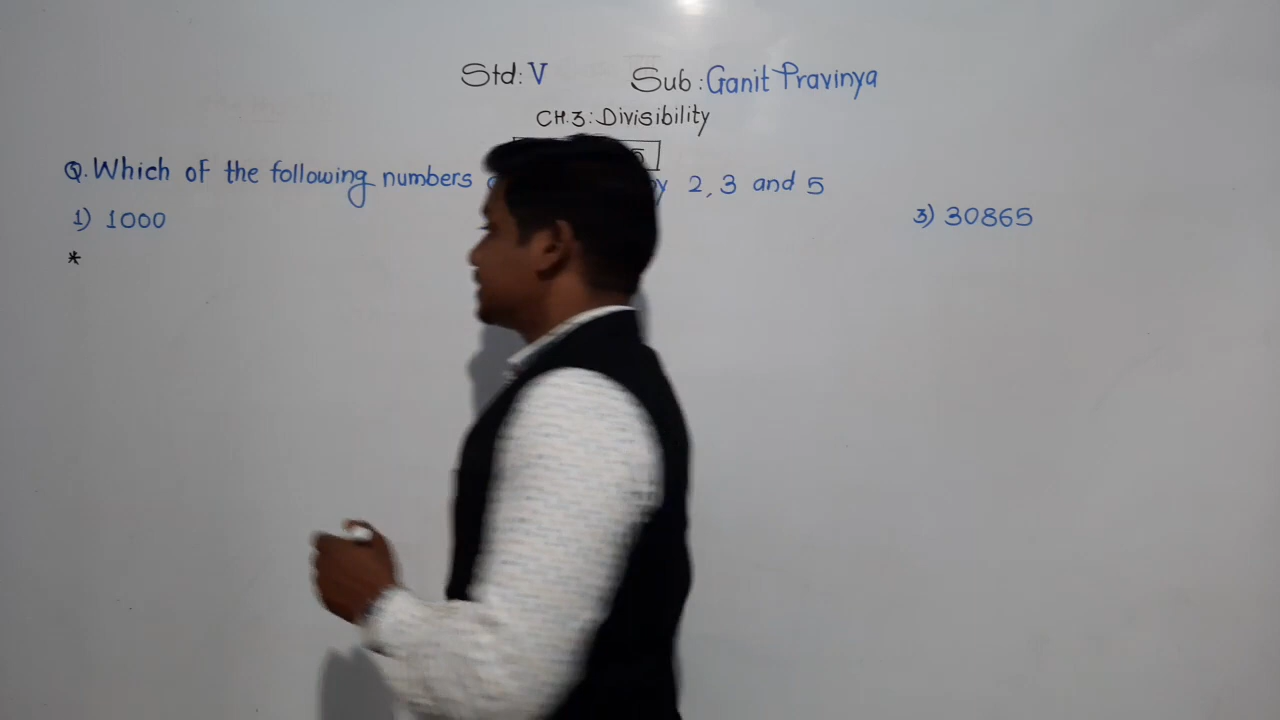 Std: V Sub: Ganit Pravinya
CH.3: Divisibility
5
Q. Which of the following numbers 2, 3 and 5
1) 1000 3) 30865
*